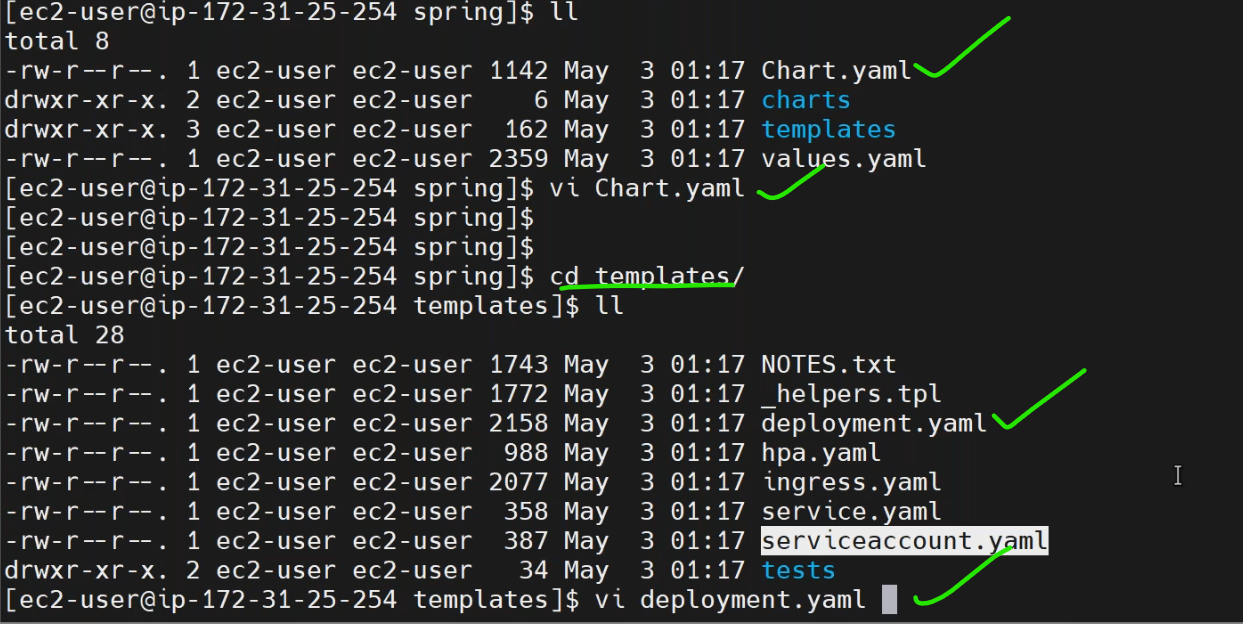 [ec2-user@ip-172-31-25-254 spring]$ ll
total 8
-rw-r--r--. 1 ec2-user ec2-user 1142 May  3 01:17 Chart.yaml
drwxr-xr-x. 2 ec2-user ec2-user    6 May  3 01:17 charts
drwxr-xr-x. 3 ec2-user ec2-user  162 May  3 01:17 templates
-rw-r--r--. 1 ec2-user ec2-user 2359 May  3 01:17 values.yaml
[ec2-user@ip-172-31-25-254 spring]$ vi Chart.yaml
[ec2-user@ip-172-31-25-254 spring]$
[ec2-user@ip-172-31-25-254 spring]$
[ec2-user@ip-172-31-25-254 spring]$ cd templates/
[ec2-user@ip-172-31-25-254 templates]$ ll
total 28
-rw-r--r--. 1 ec2-user ec2-user 1743 May  3 01:17 NOTES.txt
-rw-r--r--. 1 ec2-user ec2-user 1772 May  3 01:17 _helpers.tpl
-rw-r--r--. 1 ec2-user ec2-user 2158 May  3 01:17 deployment.yaml
-rw-r--r--. 1 ec2-user ec2-user  988 May  3 01:17 hpa.yaml
-rw-r--r--. 1 ec2-user ec2-user 2077 May  3 01:17 ingress.yaml
-rw-r--r--. 1 ec2-user ec2-user  358 May  3 01:17 service.yaml
-rw-r--r--. 1 ec2-user ec2-user  387 May  3 01:17 serviceaccount.yaml
drwxr-xr-x. 2 ec2-user ec2-user   34 May  3 01:17 tests
[ec2-user@ip-172-31-25-254 templates]$ vi deployment.yaml